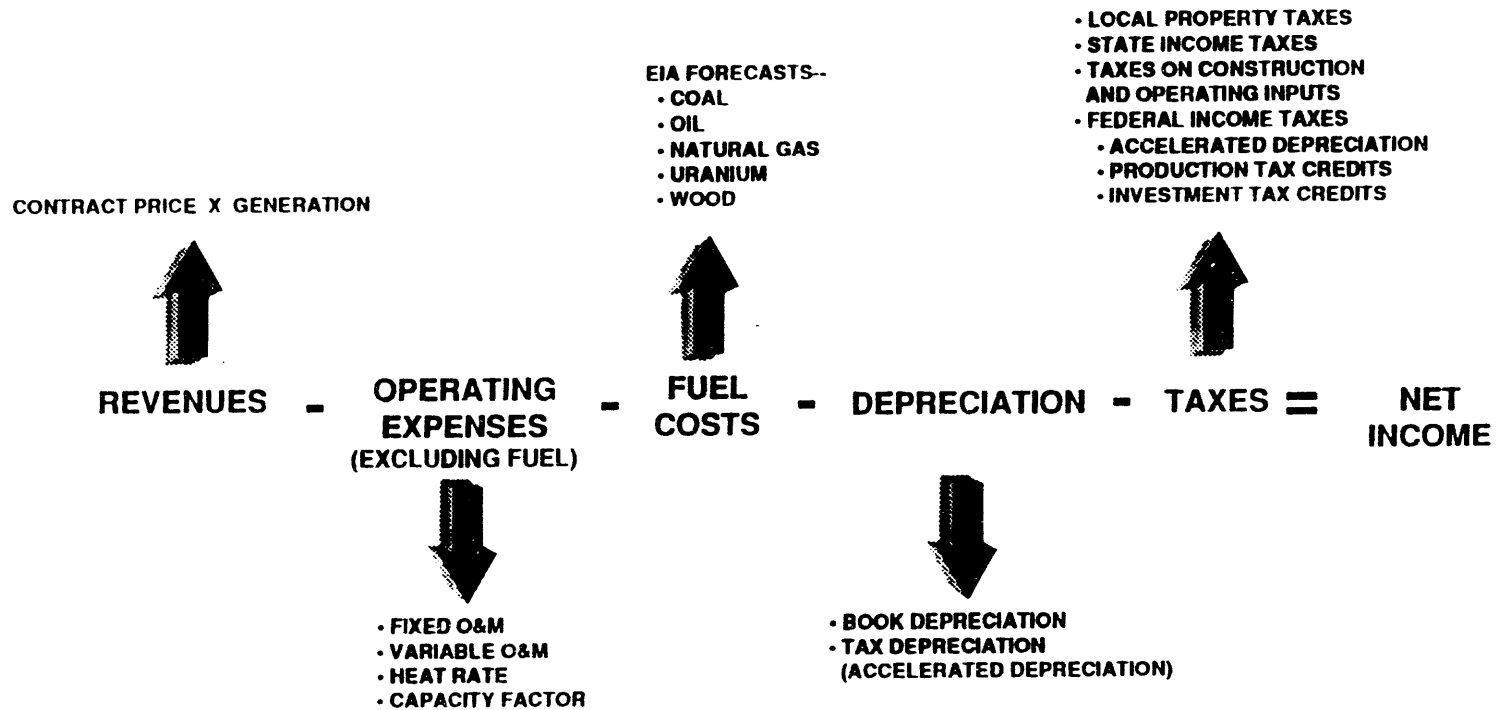 • LOCAL PROPERTY TAXES
• STATE INCOME TAXES
• TAXES ON CONSTRUCTION
AND OPERATING INPUTS
• FEDERAL INCOME TAXES
• ACCELERATED DEPRECIATION
• PRODUCTION TAX CREDITS
• INVESTMENT TAX CREDITS
EIA FORECASTS--
• COAL
• OIL
• NATURAL GAS
• URANIUM
• WOOD
CONTRACT PRICE X GENERATION
REVENUES
-
OPERATING
EXPENSES
(EXCLUDING FUEL)
-
FUEL
COSTS
-
DEPRECIATION
-
TAXES
=
NET
INCOME
• FIXED O&M
• VARIABLE O&M
• HEAT RATE
• CAPACITY FACTOR
• BOOK DEPRECIATION
• TAX DEPRECIATION
(ACCELERATED DEPRECIATION)